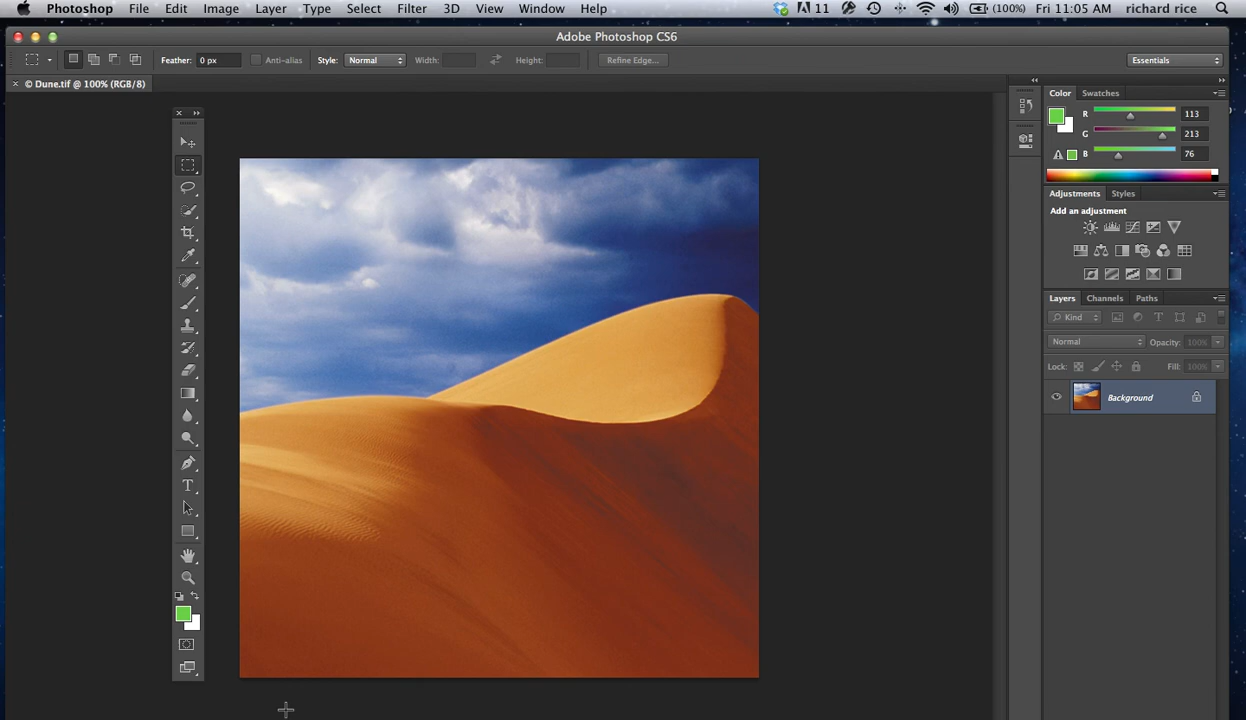 Photoshop File Edit Image Layer Type Select Filter 3D View Window Help 11 (100%) Fri 11:05 AM richard rice
Adobe Photoshop CS6
Feather: 0 px Anti-alias Style: Normal Width: Height: Refine Edge... Essentials
× © Dune.tif @ 100% (RGB/8)
Color Swatches
R 113
G 213
B 76
Adjustments Styles
Add an adjustment
Layers Channels Paths
Kind
Normal Opacity: 100%
Lock: Fill: 100%
Background